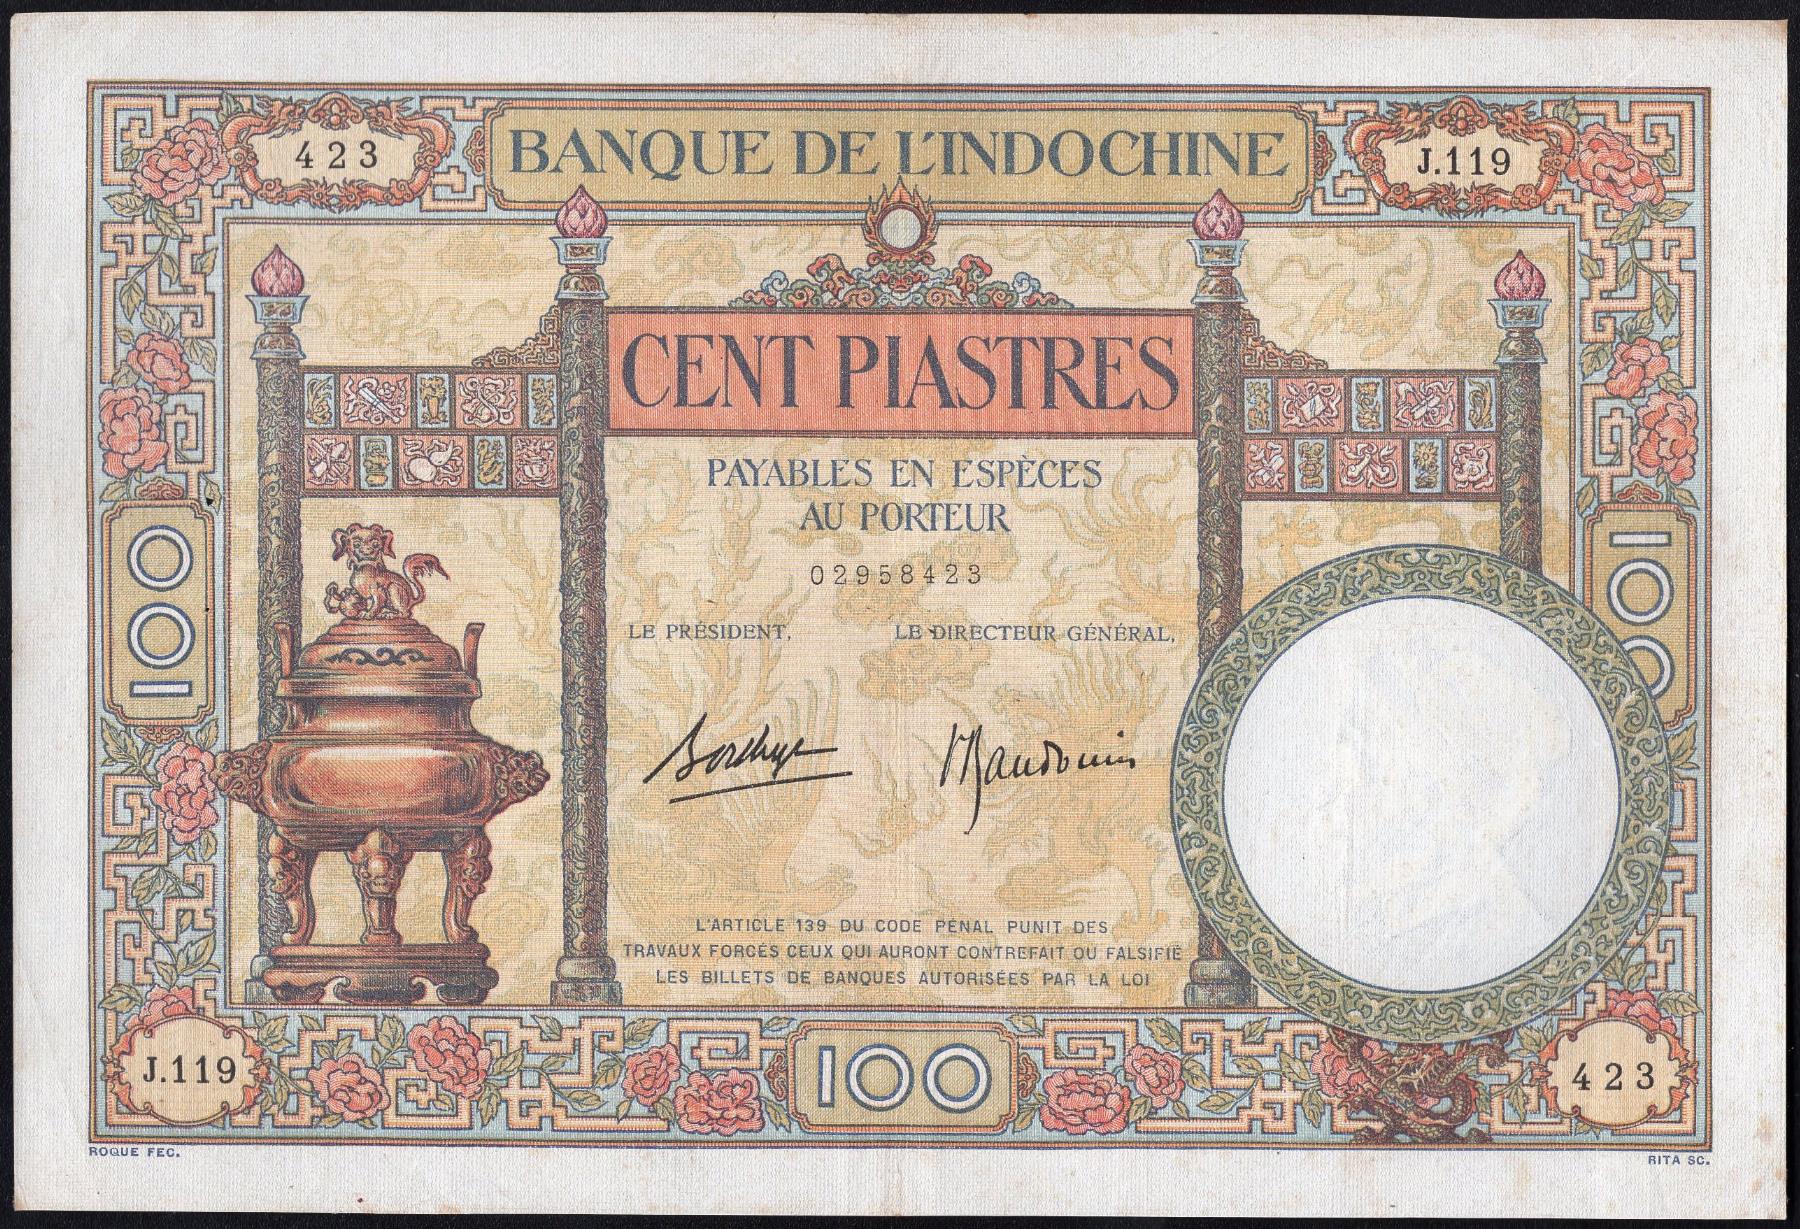 423
BANQUE DE L'INDOCHINE
J.119
CENT PIASTRES
PAYABLES EN ESPÈCES
AU PORTEUR
02958423
LE PRÉSIDENT,
LE DIRECTEUR GÉNÉRAL,
100
100
L'ARTICLE 139 DU CODE PÉNAL PUNIT DES
TRAVAUX FORCÉS CEUX QUI AURONT CONTREFAIT OU FALSIFIÉ
LES BILLETS DE BANQUES AUTORISÉES PAR LA LOI
J.119
100
423
ROQUE FEC.
RITA SC.